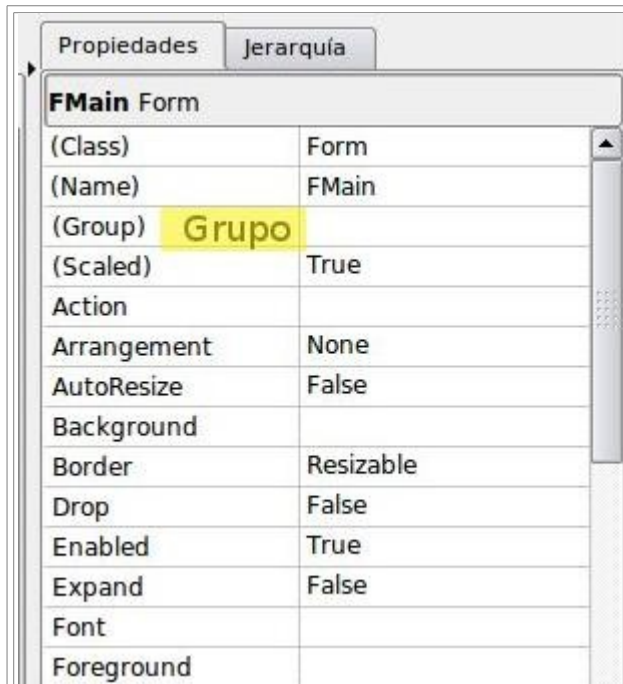 Propiedades Jerarquía
FMain Form
(Class) Form
(Name) FMain
(Group) Grupo
(Scaled) True
Action
Arrangement None
AutoResize False
Background
Border Resizable
Drop False
Enabled True
Expand False
Font
Foreground